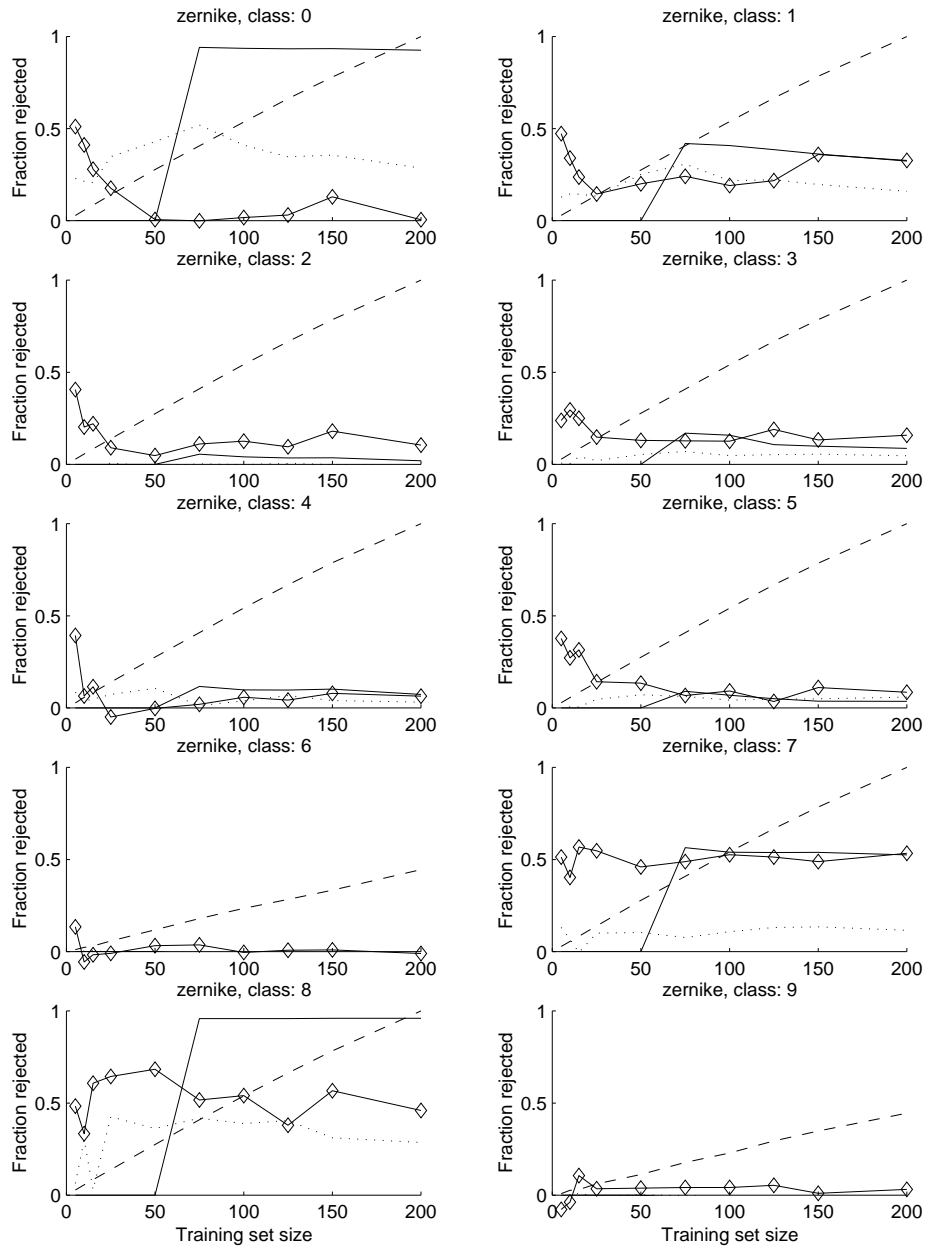 zernike, class: 0
Fraction rejected
1
0.5
0
0 50 100 150 200
zernike, class: 1
Fraction rejected
1
0.5
0
0 50 100 150 200
zernike, class: 2
Fraction rejected
1
0.5
0
0 50 100 150 200
zernike, class: 3
Fraction rejected
1
0.5
0
0 50 100 150 200
zernike, class: 4
Fraction rejected
1
0.5
0
0 50 100 150 200
zernike, class: 5
Fraction rejected
1
0.5
0
0 50 100 150 200
zernike, class: 6
Fraction rejected
1
0.5
0
0 50 100 150 200
zernike, class: 7
Fraction rejected
1
0.5
0
0 50 100 150 200
zernike, class: 8
Fraction rejected
1
0.5
0
0 50 100 150 200
Training set size
zernike, class: 9
Fraction rejected
1
0.5
0
0 50 100 150 200
Training set size